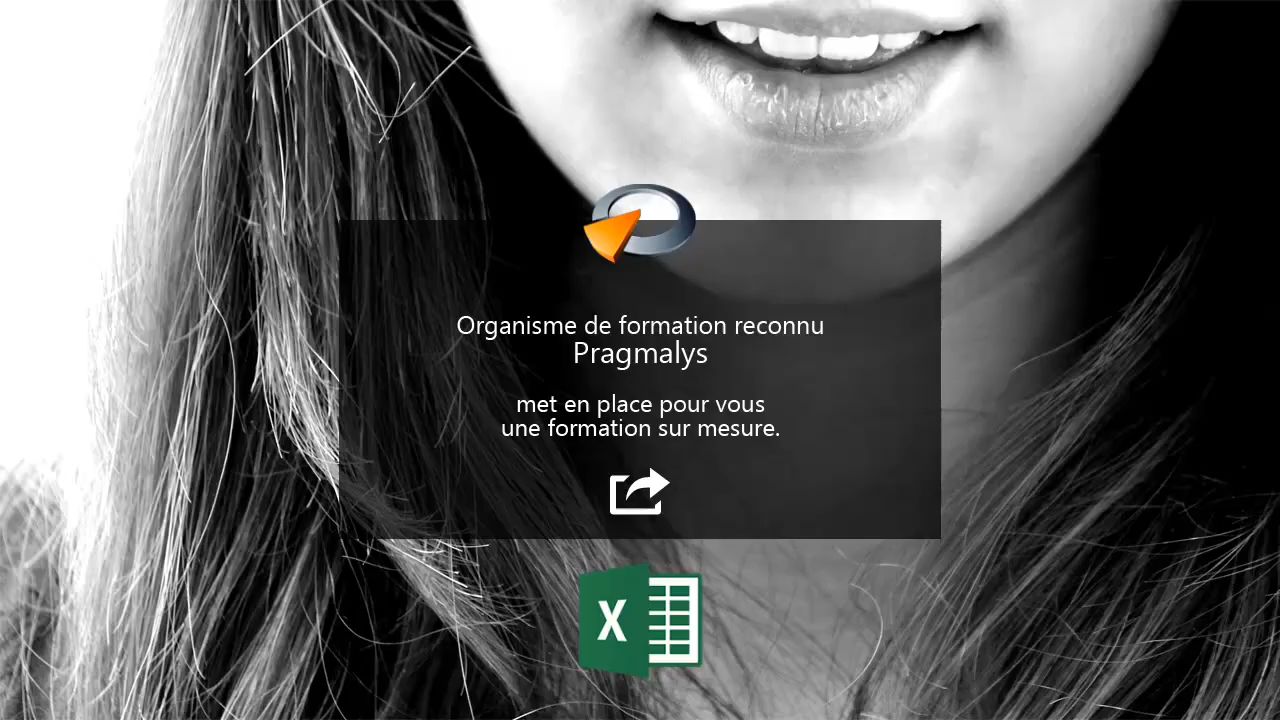 Organisme de formation reconnu
Pragmalys
met en place pour vous
une formation sur mesure.
X